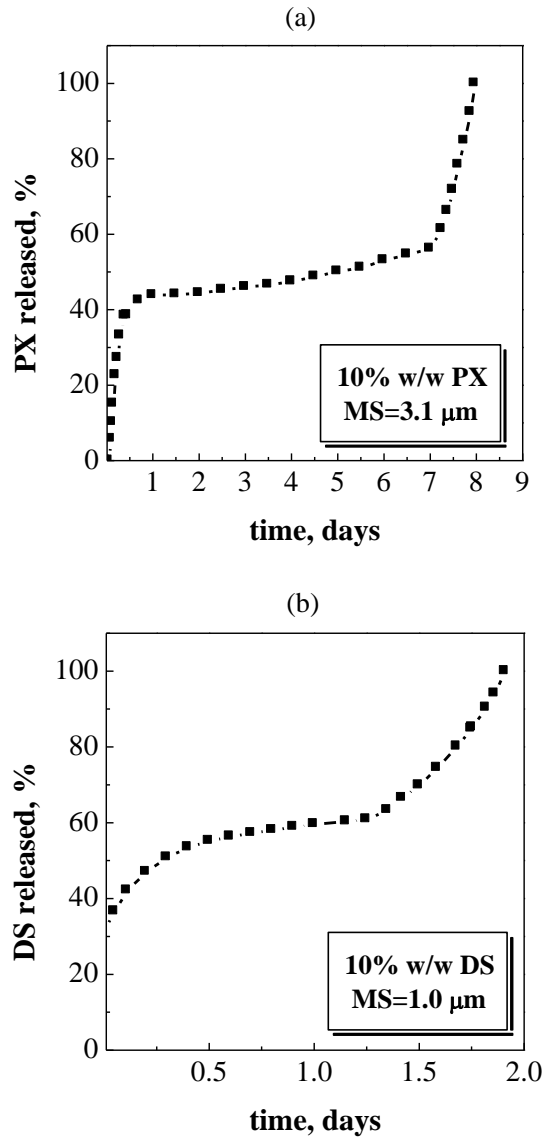 (a)
100
80
60
40
20
0
PX released, %
10% w/w PX
MS=3.1 μm
1 2 3 4 5 6 7 8 9
time, days
(b)
100
80
60
40
20
0
DS released, %
10% w/w DS
MS=1.0 μm
0.5 1.0 1.5 2.0
time, days